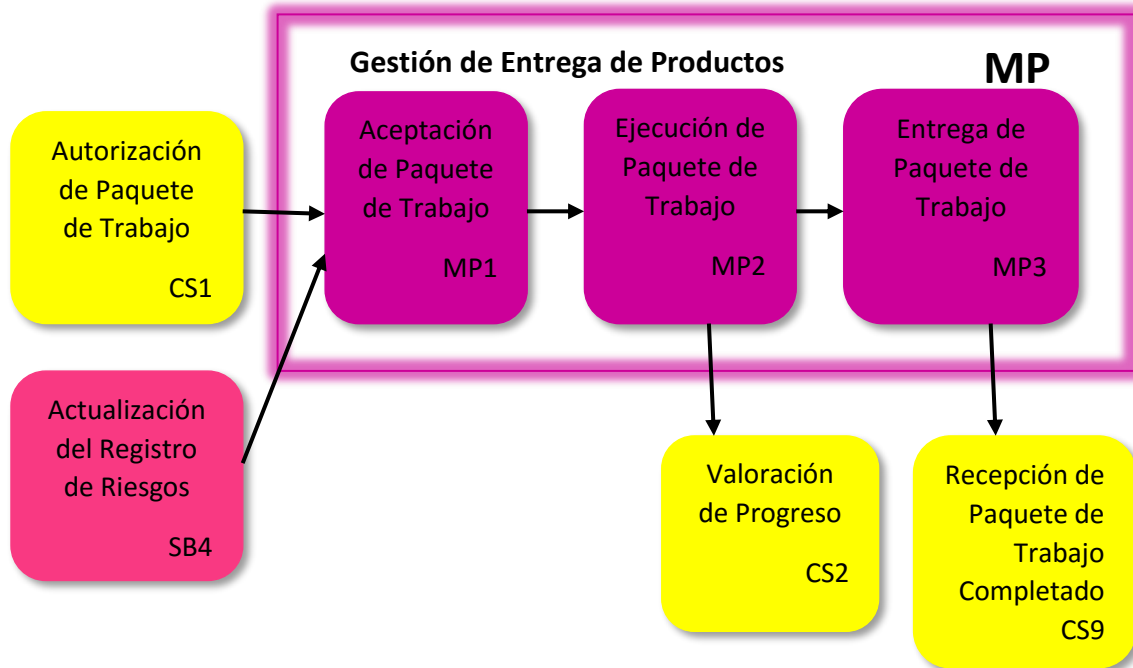 Gestión de Entrega de Productos
MP
Autorización
de Paquete
de Trabajo
CS1
Aceptación
de Paquete
de Trabajo
MP1
Ejecución de
Paquete de
Trabajo
MP2
Entrega de
Paquete de
Trabajo
MP3
Actualización
del Registro
de Riesgos
SB4
Valoración
de Progreso
CS2
Recepción de
Paquete de
Trabajo
Completado
CS9